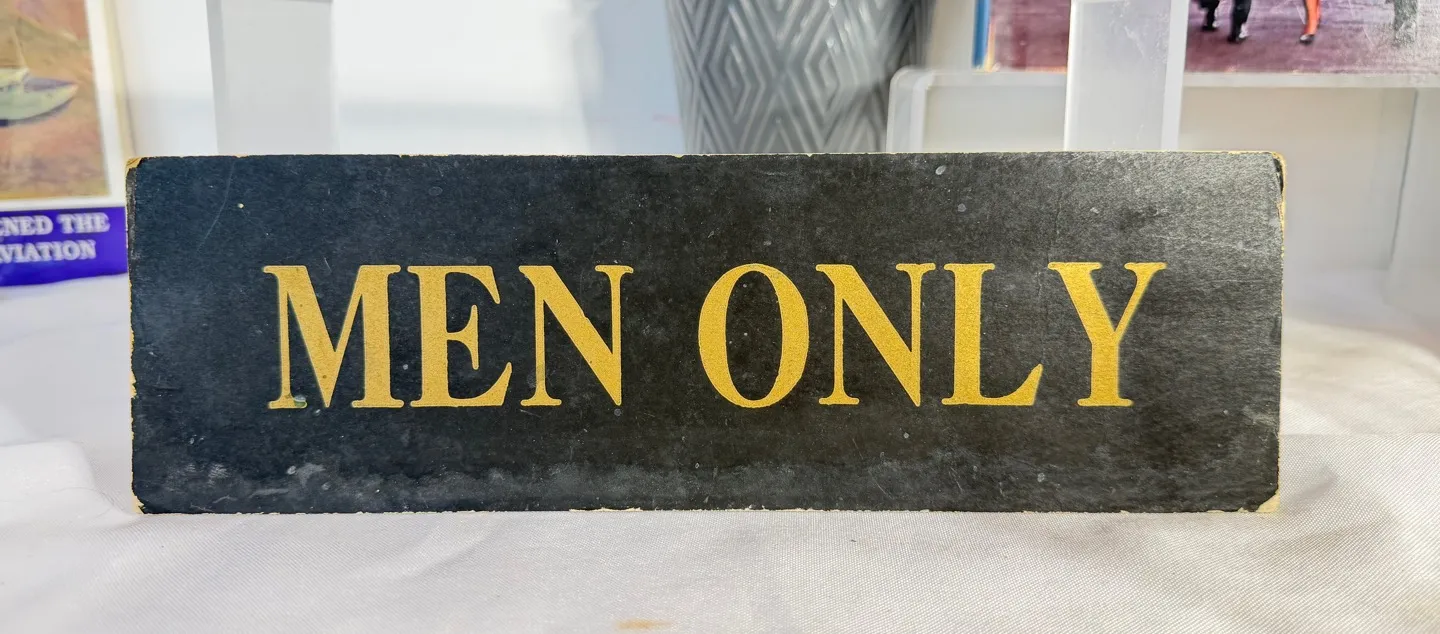 NED THE
VIATION
MEN ONLY